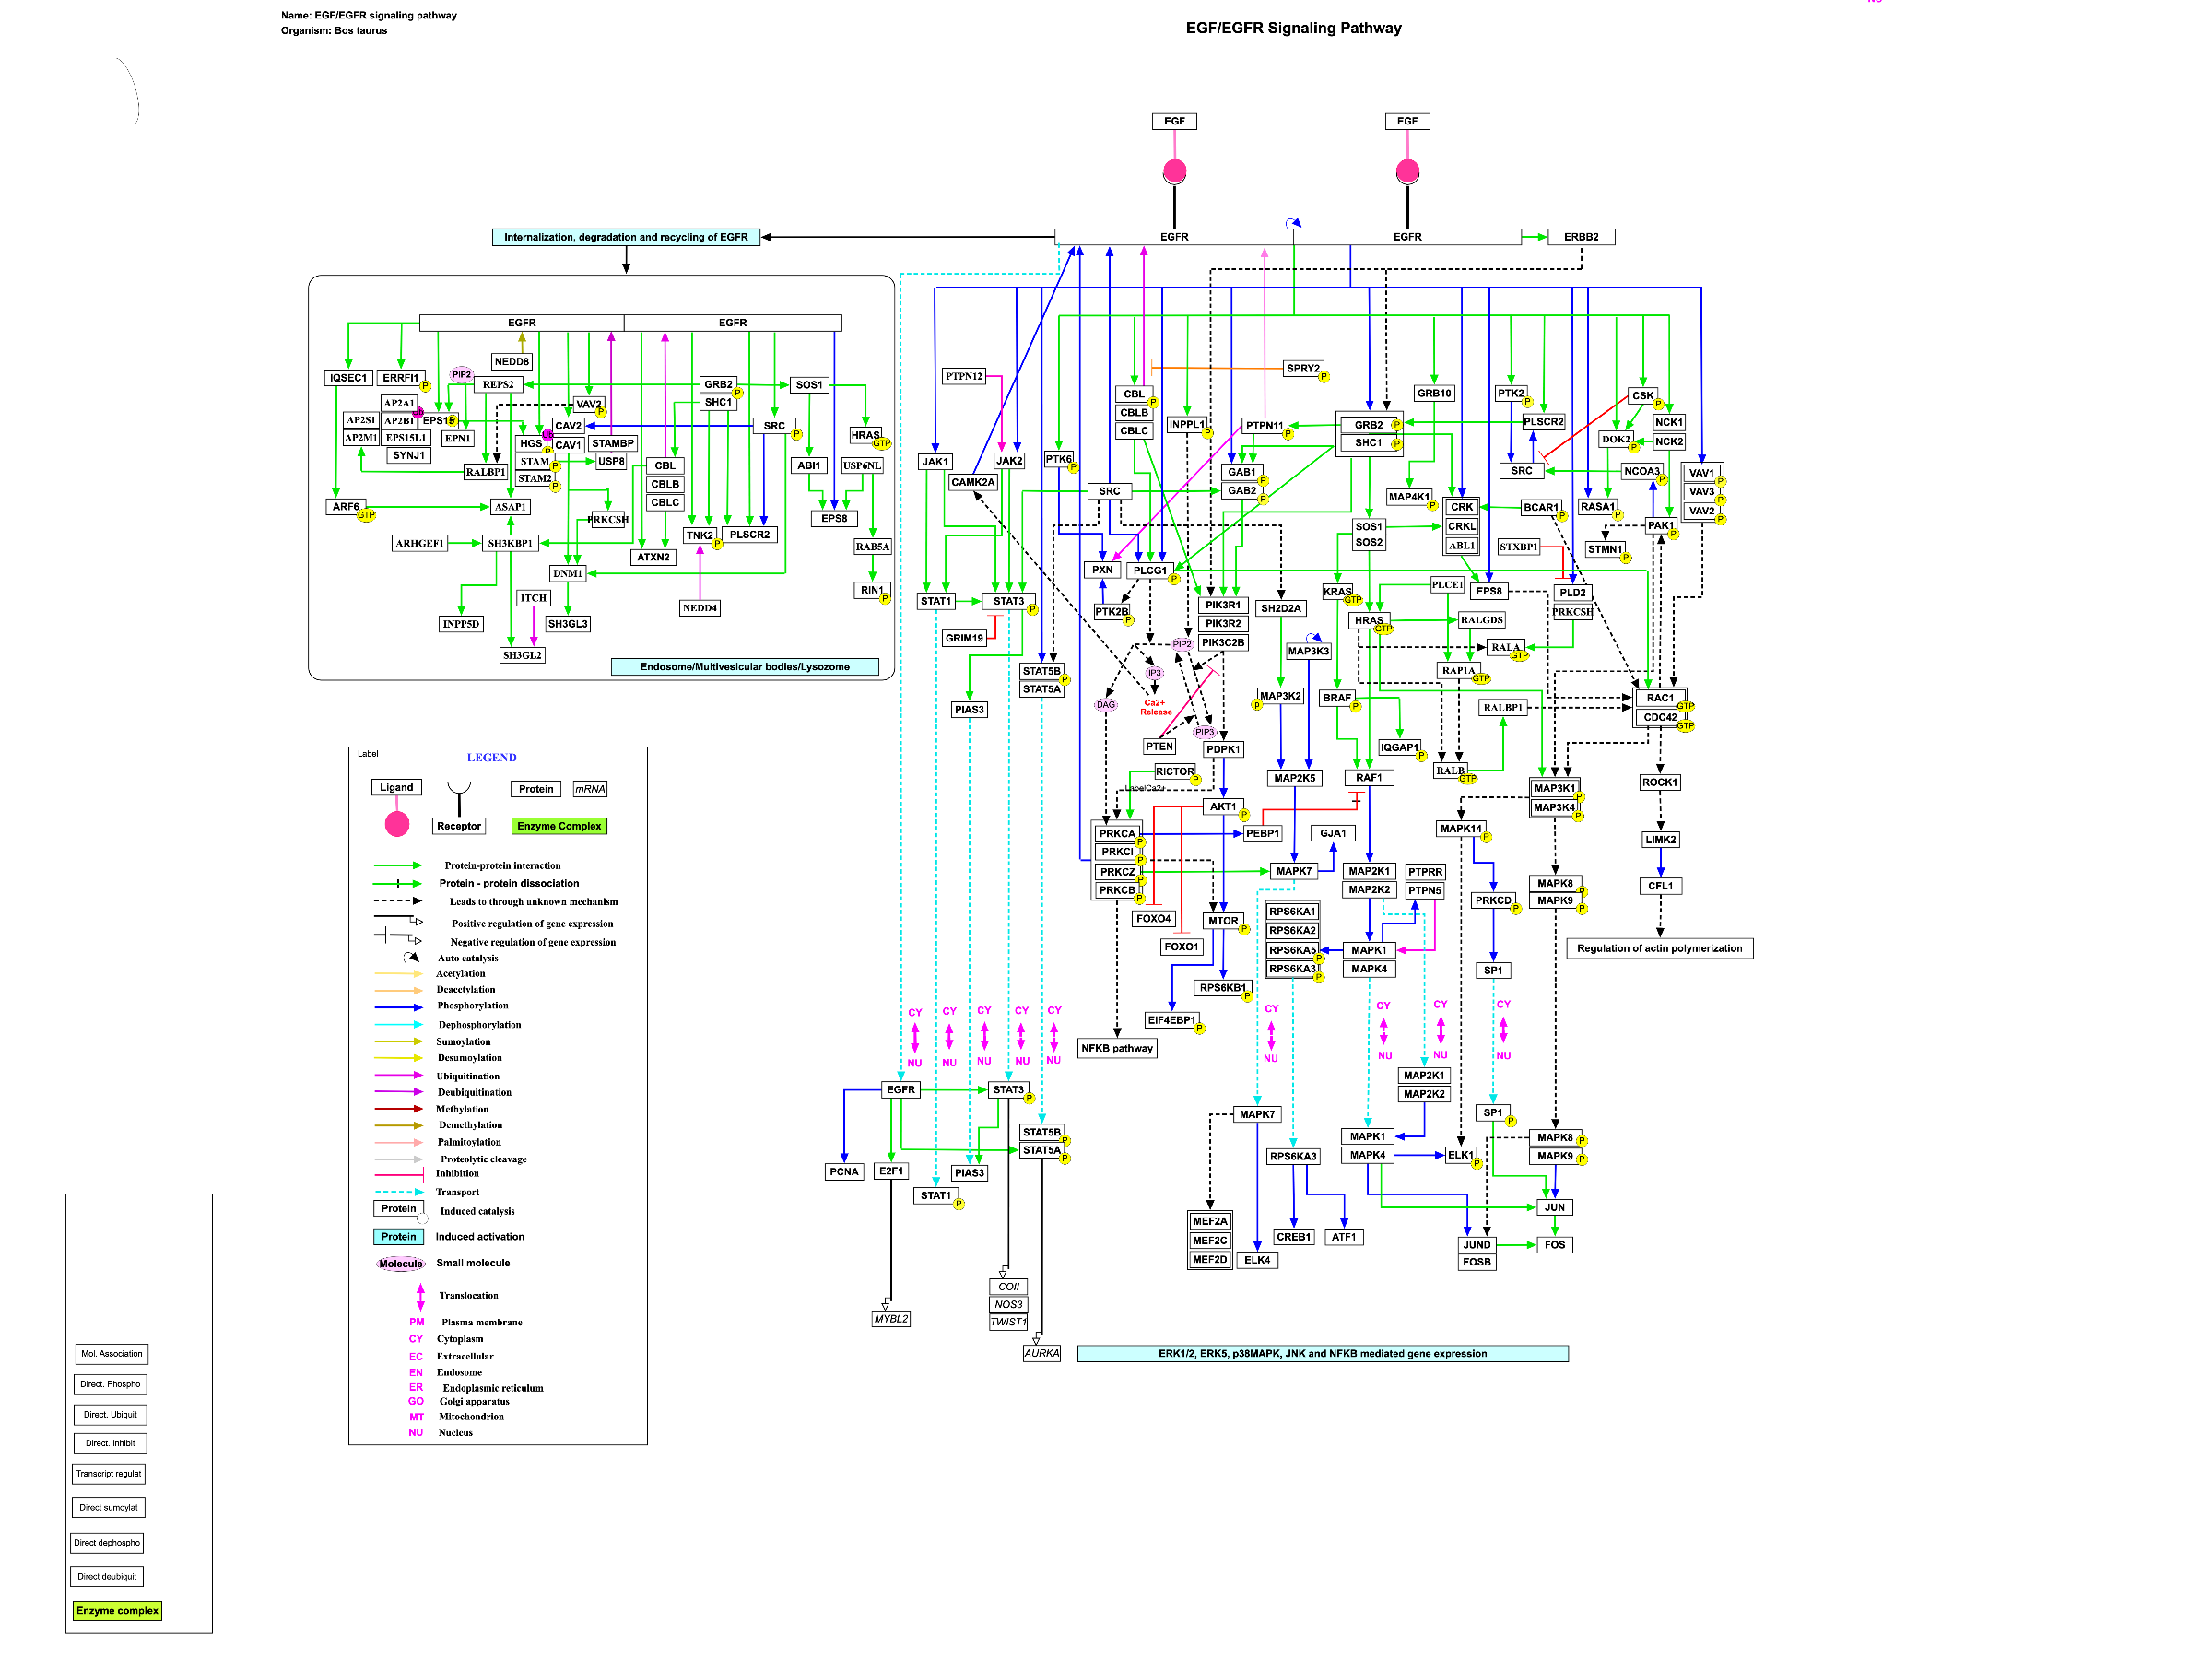 NU
Name: EGF/EGFR signaling pathway
Organism: Bos taurus
EGF/EGFR Signaling Pathway
EGF
EGF
Internalization, degradation and recycling of EGFR
EGFR
EGFR
ERBB2
EGFR
EGFR
NEDD8
IQSEC1
ERRFI1
P
PIP2
REPS2
GRB2
P
SHC1
SOS1
AP2A1
AP2S1
AP2B1
EPS15
AP2M1
EPS15L1
EPN1
SYNJ1
VAV2
P
CAV2
CAV1
HGS
STAMBP
STAM
P
USP8
STAM2
P
RALBP1
SRC
P
HRAS
GTP
CBL
CBLB
CBLC
ABI1
USP6NL
ARF6
GTP
ASAP1
PRKCSH
EPS8
TNK2
P
PLSCR2
ARHGEF1
SH3KBP1
ATXN2
RAB5A
DNM1
RIN1
P
ITCH
NEDD4
INPP5D
SH3GL3
SH3GL2
Endosome/Multivesicular bodies/Lysozome
PTPN12
SPRY2
P
CBL
P
CBLB
CBLC
GRB10
PTK2
P
CSK
P
INPPL1
P
PTPN11
P
GRB2
P
SHC1
P
PLSCR2
NCK1
NCK2
DOK2
P
JAK1
JAK2
PTK6
P
CAMK2A
SRC
GAB1
P
GAB2
P
SRC
NCOA3
P
VAV1
P
VAV3
P
VAV2
P
MAP4K1
P
CRK
CRKL
ABL1
BCAR1
P
RASA1
P
PAK1
P
SOS1
SOS2
STXBP1
STMN1
P
PXN
PLCG1
P
KRAS
GTP
PLCE1
EPS8
PLD2
PRKCSH
STAT1
STAT3
P
PTK2B
P
PIK3R1
PIK3R2
PIK3C2B
SH2D2A
HRAS
GTP
RALGDS
GRIM19
PIP2
MAP3K3
RALA
GTP
RAP1A
GTP
STAT5B
P
STAT5A
IP3
DAG
Ca2+
Release
MAP3K2
P
BRAF
P
RALBP1
RAC1
GTP
CDC42
GTP
PIAS3
PIP3
PTEN
PDPK1
IQGAP1
P
RALB
GTP
RICTOR
P
LabelCa2+
MAP2K5
RAF1
MAP3K1
P
MAP3K4
P
ROCK1
AKT1
P
PRKCA
P
PRKCI
P
PRKCZ
P
PRKCB
P
PEBP1
GJA1
MAPK14
P
LIMK2
MAPK7
MAP2K1
MAP2K2
PTPRR
PTPN5
MAPK8
P
MAPK9
P
CFL1
PRKCD
P
FOXO4
FOXO1
MTOR
P
RPS6KA1
RPS6KA2
RPS6KA5
P
RPS6KA3
P
MAPK1
MAPK4
Regulation of actin polymerization
SP1
RPS6KB1
P
EIF4EBP1
P
NFKB pathway
CY
CY
CY
CY
CY
CY
CY
CY
CY
NU
NU
NU
NU
NU
NU
NU
NU
NU
EGFR
STAT3
P
MAP2K1
MAP2K2
MAPK7
SP1
P
STAT5B
P
STAT5A
P
MAPK1
MAPK4
ELK1
P
MAPK8
P
MAPK9
P
PCNA
E2F1
PIAS3
RPS6KA3
STAT1
P
JUN
MEF2A
MEF2C
MEF2D
CREB1
ATF1
ELK4
JUND
FOSB
FOS
COII
NOS3
TWIST1
MYBL2
AURKA
ERK1/2, ERK5, p38MAPK, JNK and NFKB mediated gene expression
Label
LEGEND
Ligand
Receptor
Protein
mRNA
Enzyme Complex
Protein-protein interaction
Protein - protein dissociation
Leads to through unknown mechanism
Positive regulation of gene expression
Negative regulation of gene expression
Auto catalysis
Acetylation
Deacetylation
Phosphorylation
Dephosphorylation
Sumoylation
Desumoylation
Ubiquitination
Deubiquitination
Methylation
Demethylation
Palmitoylation
Proteolytic cleavage
Inhibition
Transport
Protein
Induced catalysis
Protein
Induced activation
Molecule
Small molecule
Translocation
PM Plasma membrane
CY Cytoplasm
EC Extracellular
EN Endosome
ER Endoplasmic reticulum
GO Golgi apparatus
MT Mitochondrion
NU Nucleus
Mol. Association
Direct. Phospho
Direct. Ubiquit
Direct. Inhibit
Transcript regulat
Direct sumoylat
Direct dephospho
Direct deubiquit
Enzyme complex